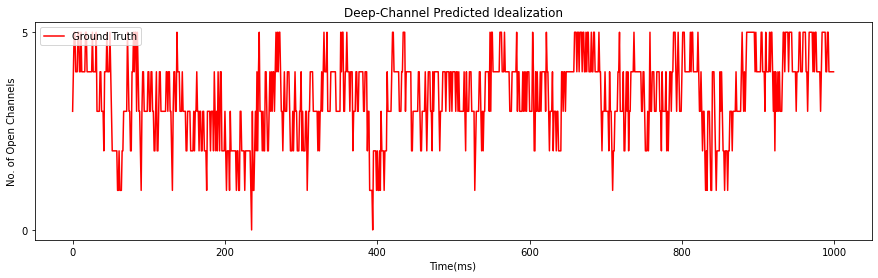 Deep-Channel Predicted Idealization
5
Ground Truth
No. of Open Channels
0
0
200
400
600
800
1000
Time(ms)